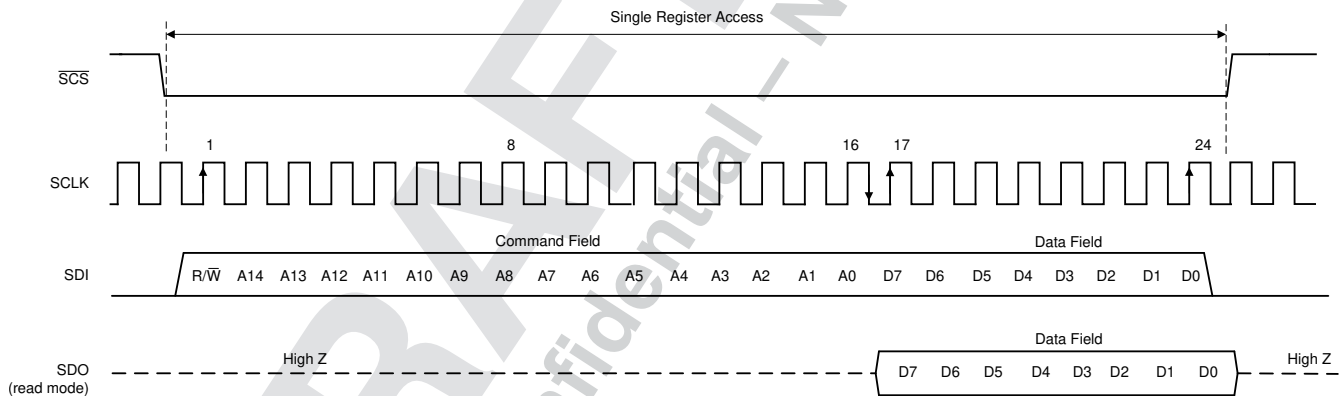 Single Register Access
SCS
1 8 16 17 24
SCLK
Command Field Data Field
SDI R/W A14 A13 A12 A11 A10 A9 A8 A7 A6 A5 A4 A3 A2 A1 A0 D7 D6 D5 D4 D3 D2 D1 D0
Data Field
High Z High Z
SDO D7 D6 D5 D4 D3 D2 D1 D0
(read mode)